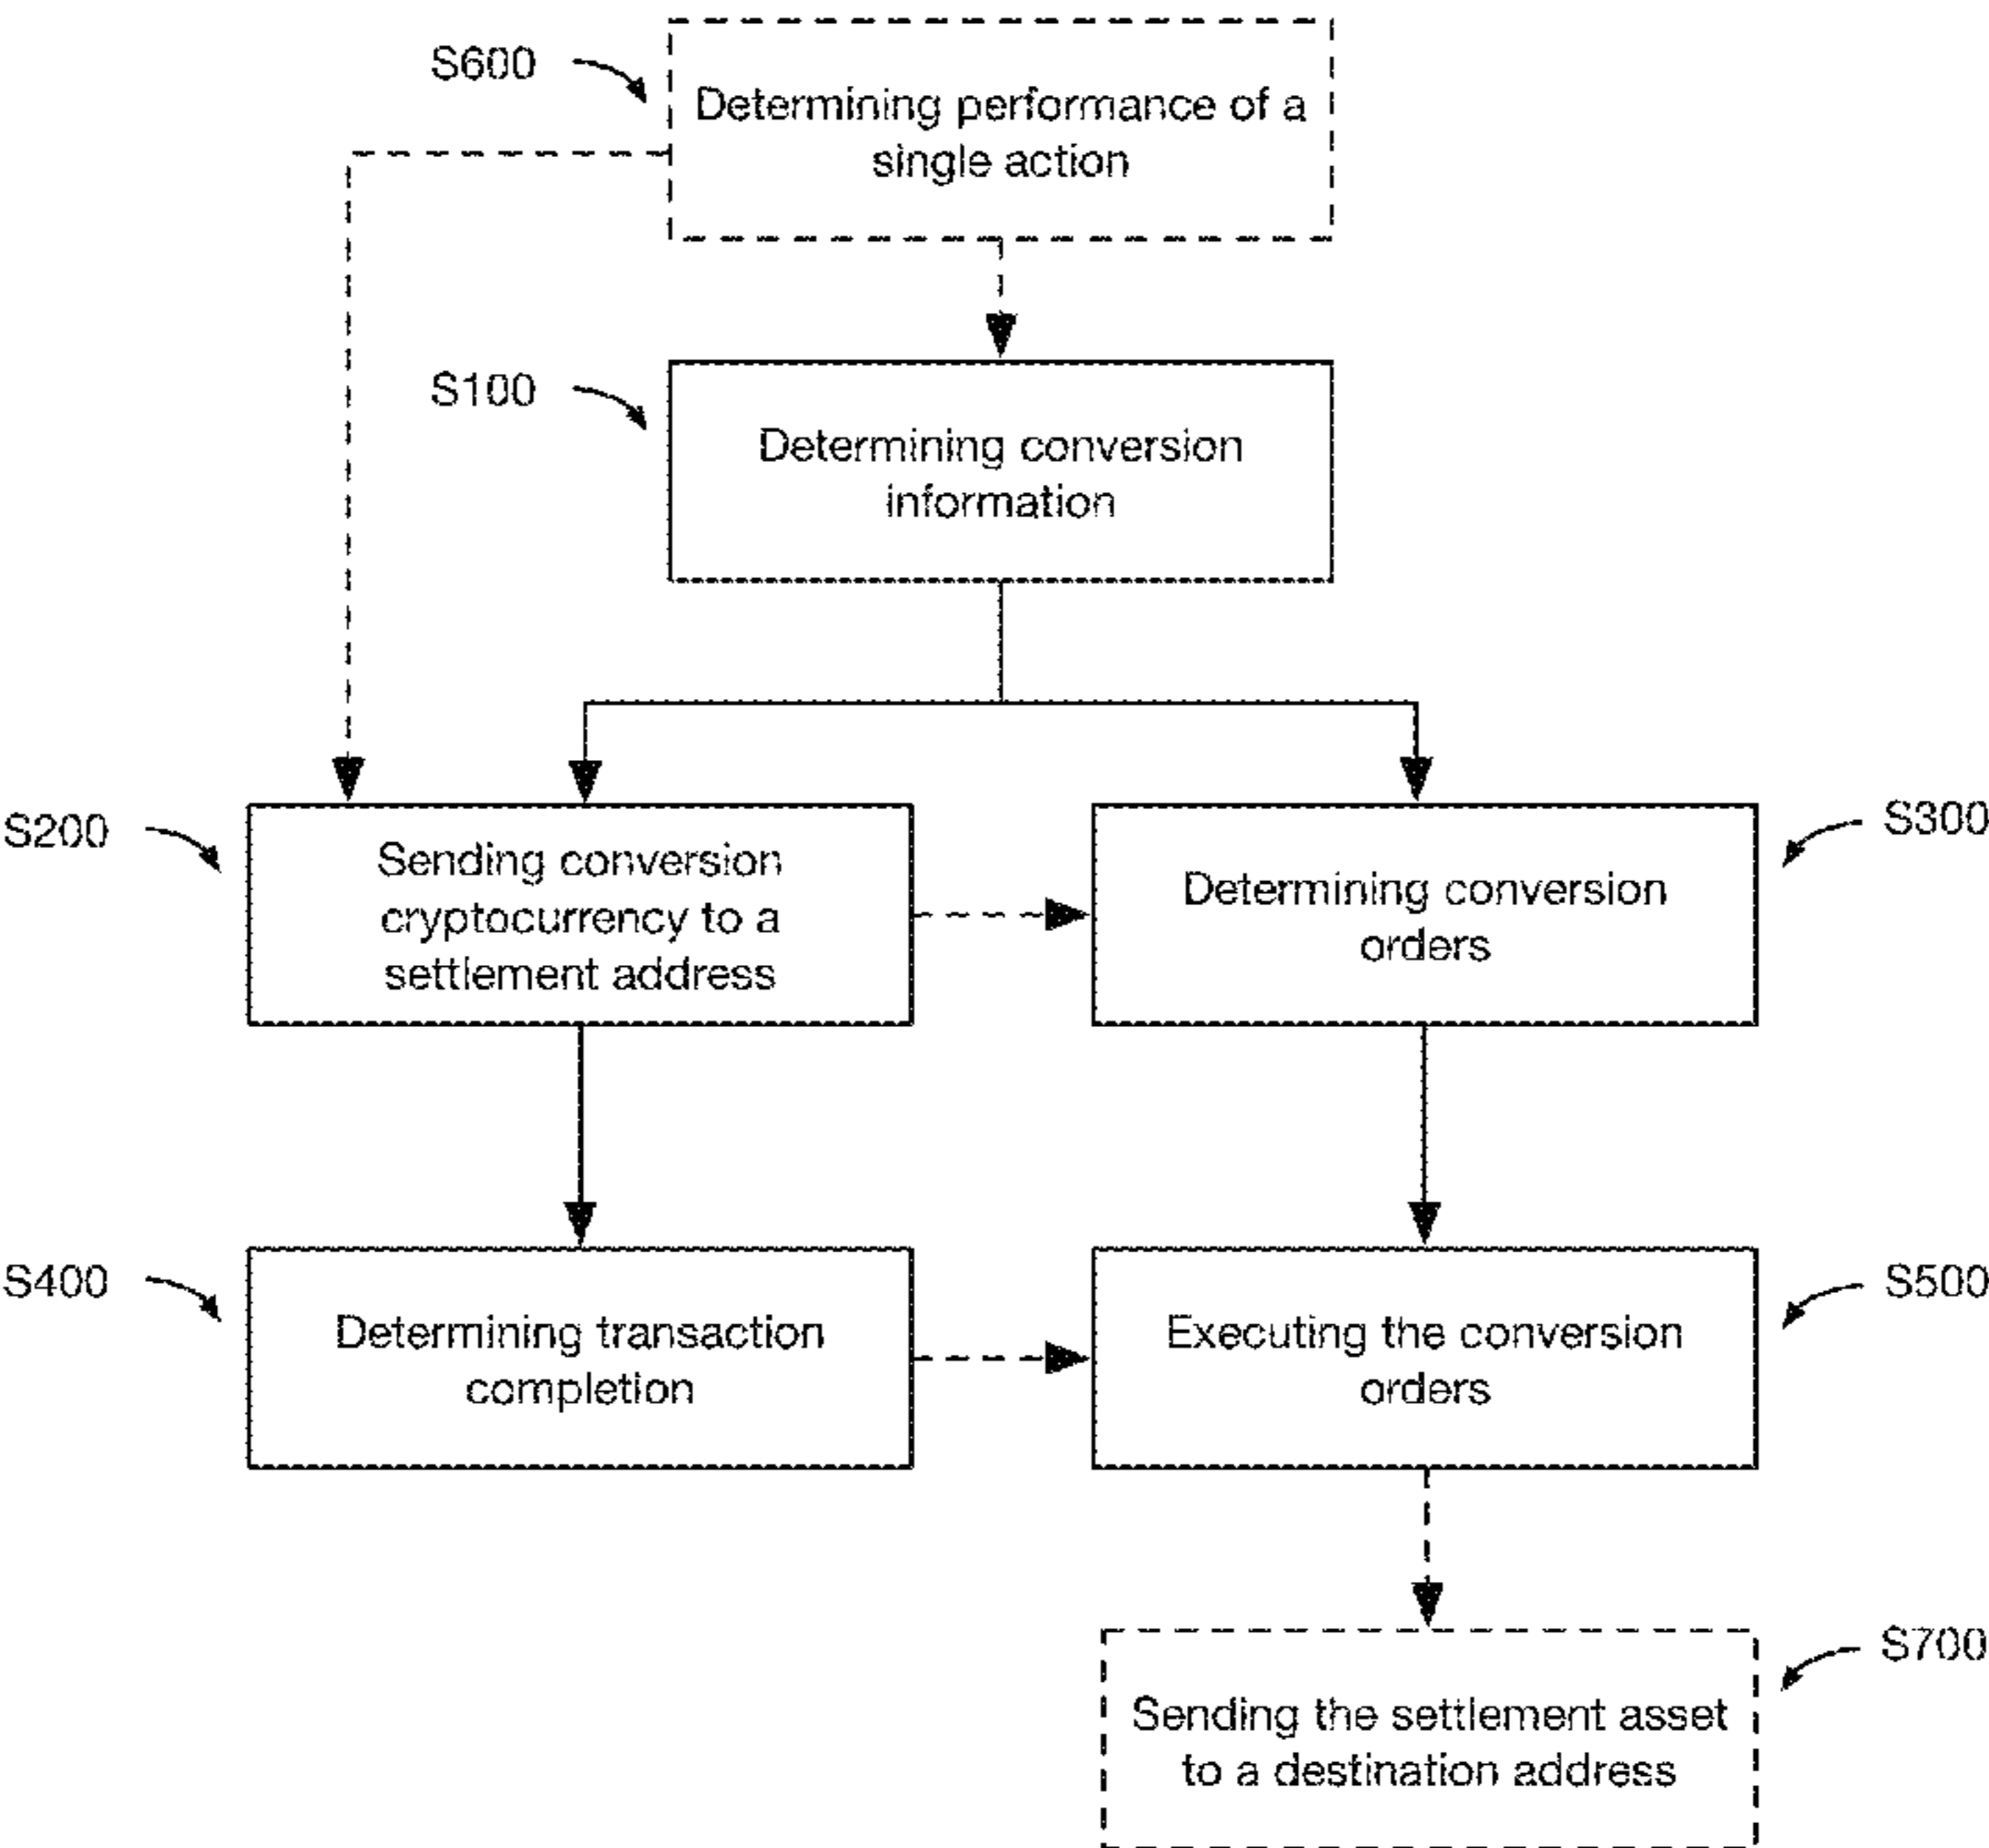 S600
Determining performance of a
single action
S100
Determining conversion
information
S200
Sending conversion
cryptocurrency to a
settlement address
Determining conversion
orders
S300
S400
Determining transaction
completion
Executing the conversion
orders
S500
Sending the settlement asset
to a destination address
S700